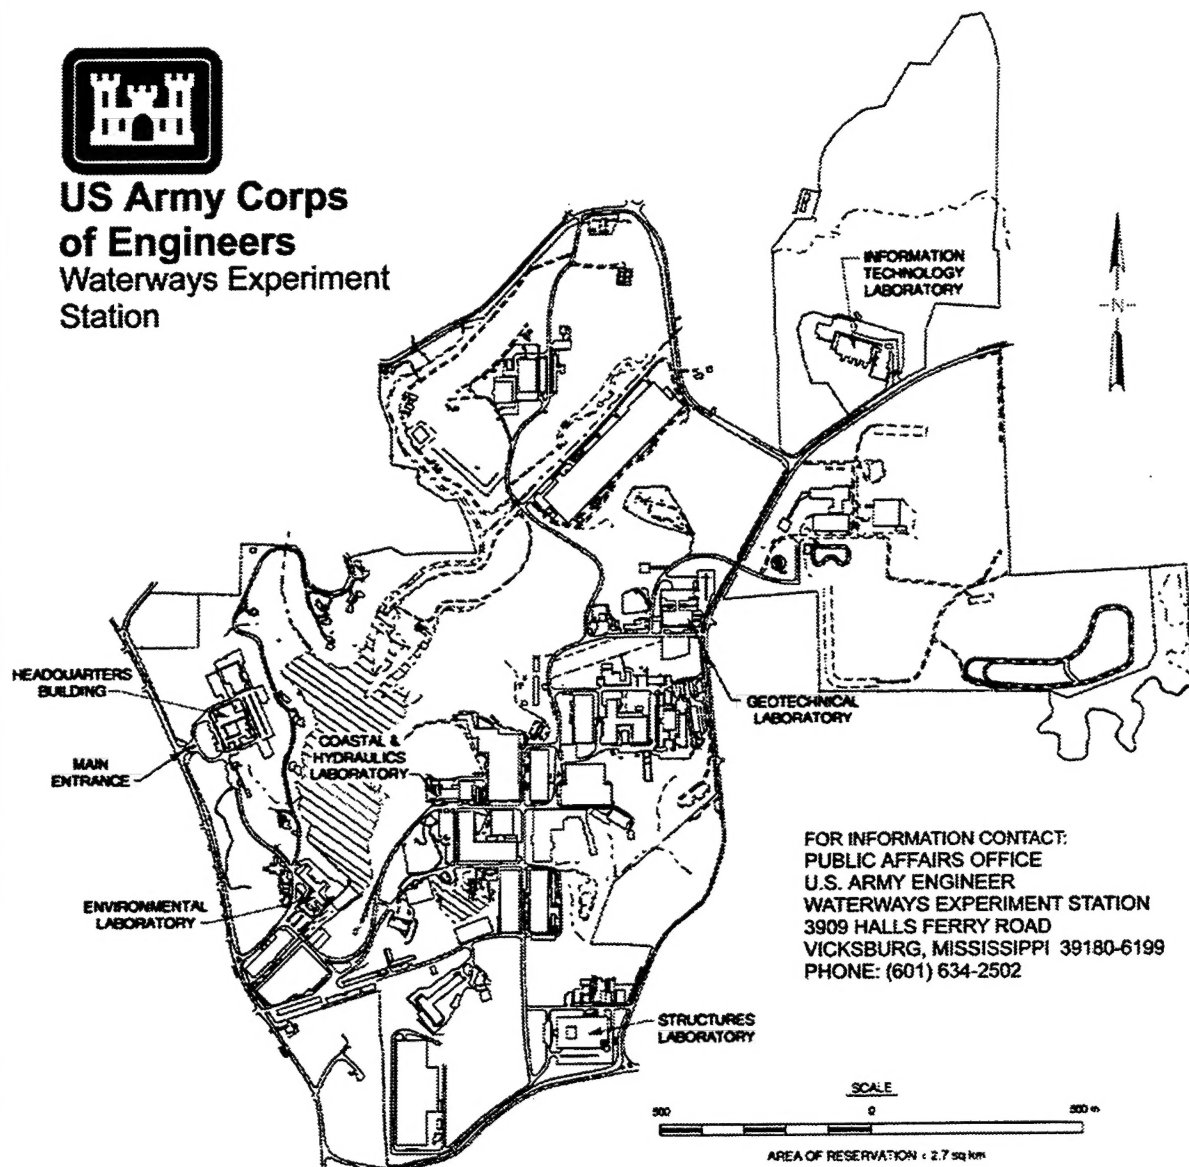 US Army Corps
of Engineers
Waterways Experiment
Station
INFORMATION
TECHNOLOGY
LABORATORY
N
HEADQUARTERS
BUILDING
MAIN
ENTRANCE
COASTAL &
HYDRAULICS
LABORATORY
GEOTECHNICAL
LABORATORY
ENVIRONMENTAL
LABORATORY
STRUCTURES
LABORATORY
FOR INFORMATION CONTACT:
PUBLIC AFFAIRS OFFICE
U.S. ARMY ENGINEER
WATERWAYS EXPERIMENT STATION
3909 HALLS FERRY ROAD
VICKSBURG, MISSISSIPPI 39180-6199
PHONE: (601) 634-2502
SCALE
500 0 500 m
AREA OF RESERVATION : 2.7 sq km